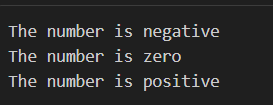 The number is negative
The number is zero
The number is positive